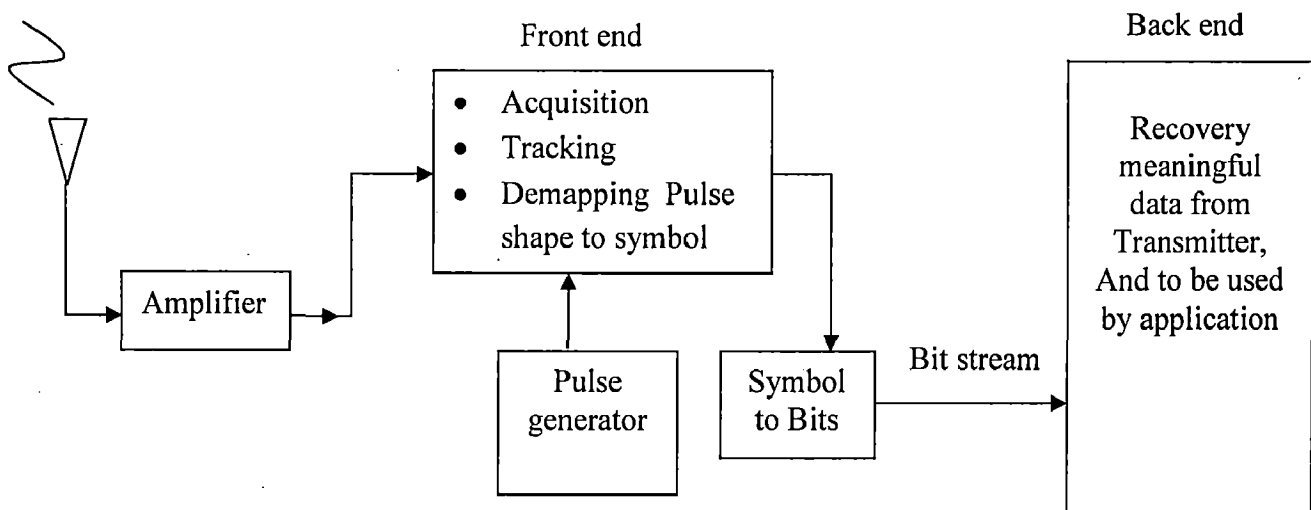 Front end
Back end
• Acquisition
• Tracking
• Demapping Pulse
shape to symbol
Recovery
meaningful
data from
Transmitter,
And to be used
by application
Amplifier
Pulse
generator
Symbol
to Bits
Bit stream